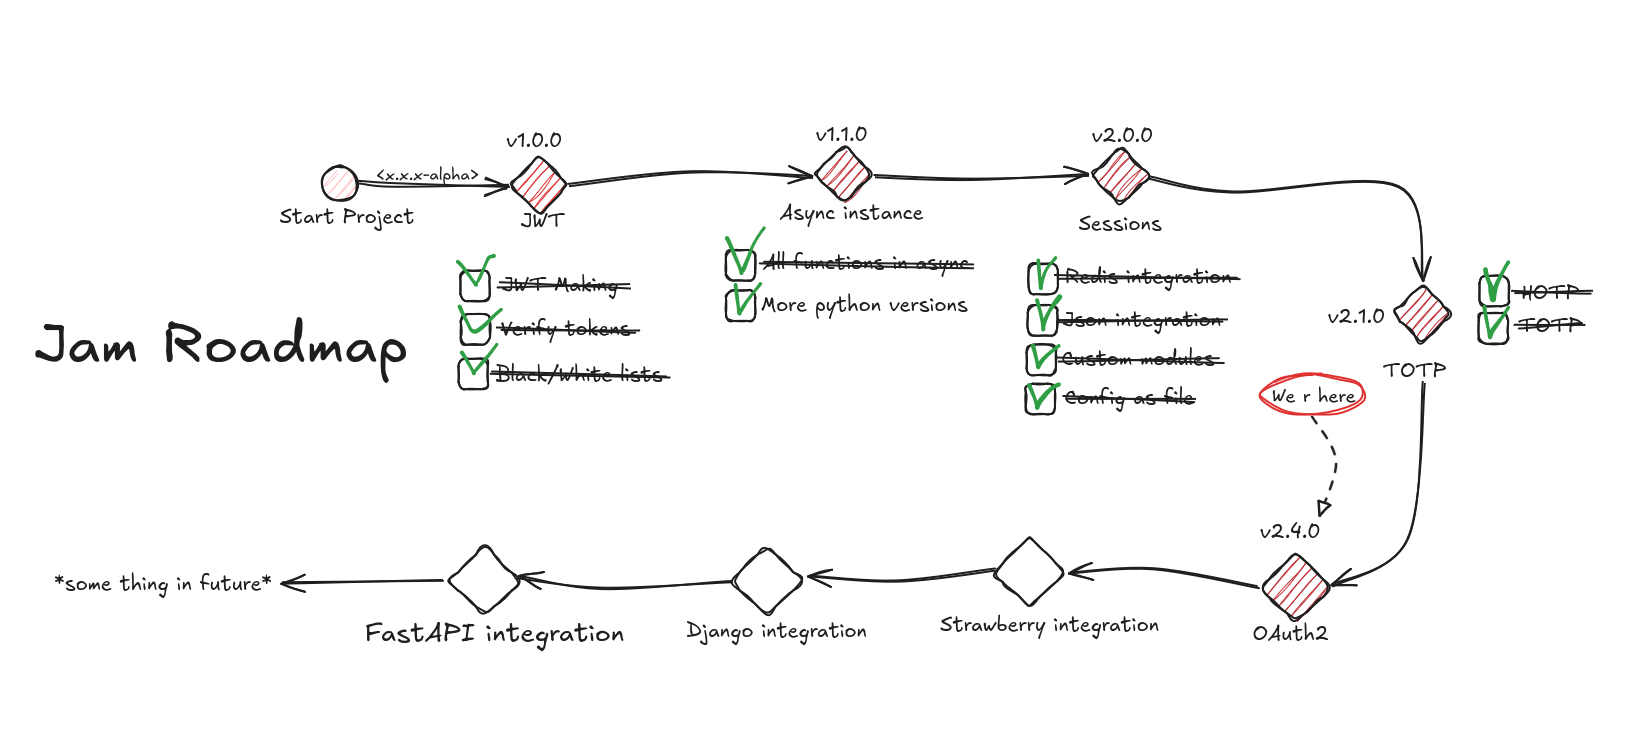 Jam Roadmap
Start Project
<x.x.x-alpha>
v1.0.0
JWT
JWT Making
Verify tokens
Black/White lists
v1.1.0
Async instance
All functions in async
More python versions
v2.0.0
Sessions
Redis integration
Json integration
Custom modules
Config as file
v2.1.0
TOTP
HOTP
TOTP
We r here
v2.4.0
OAuth2
Strawberry integration
Django integration
FastAPI integration
*some thing in future*